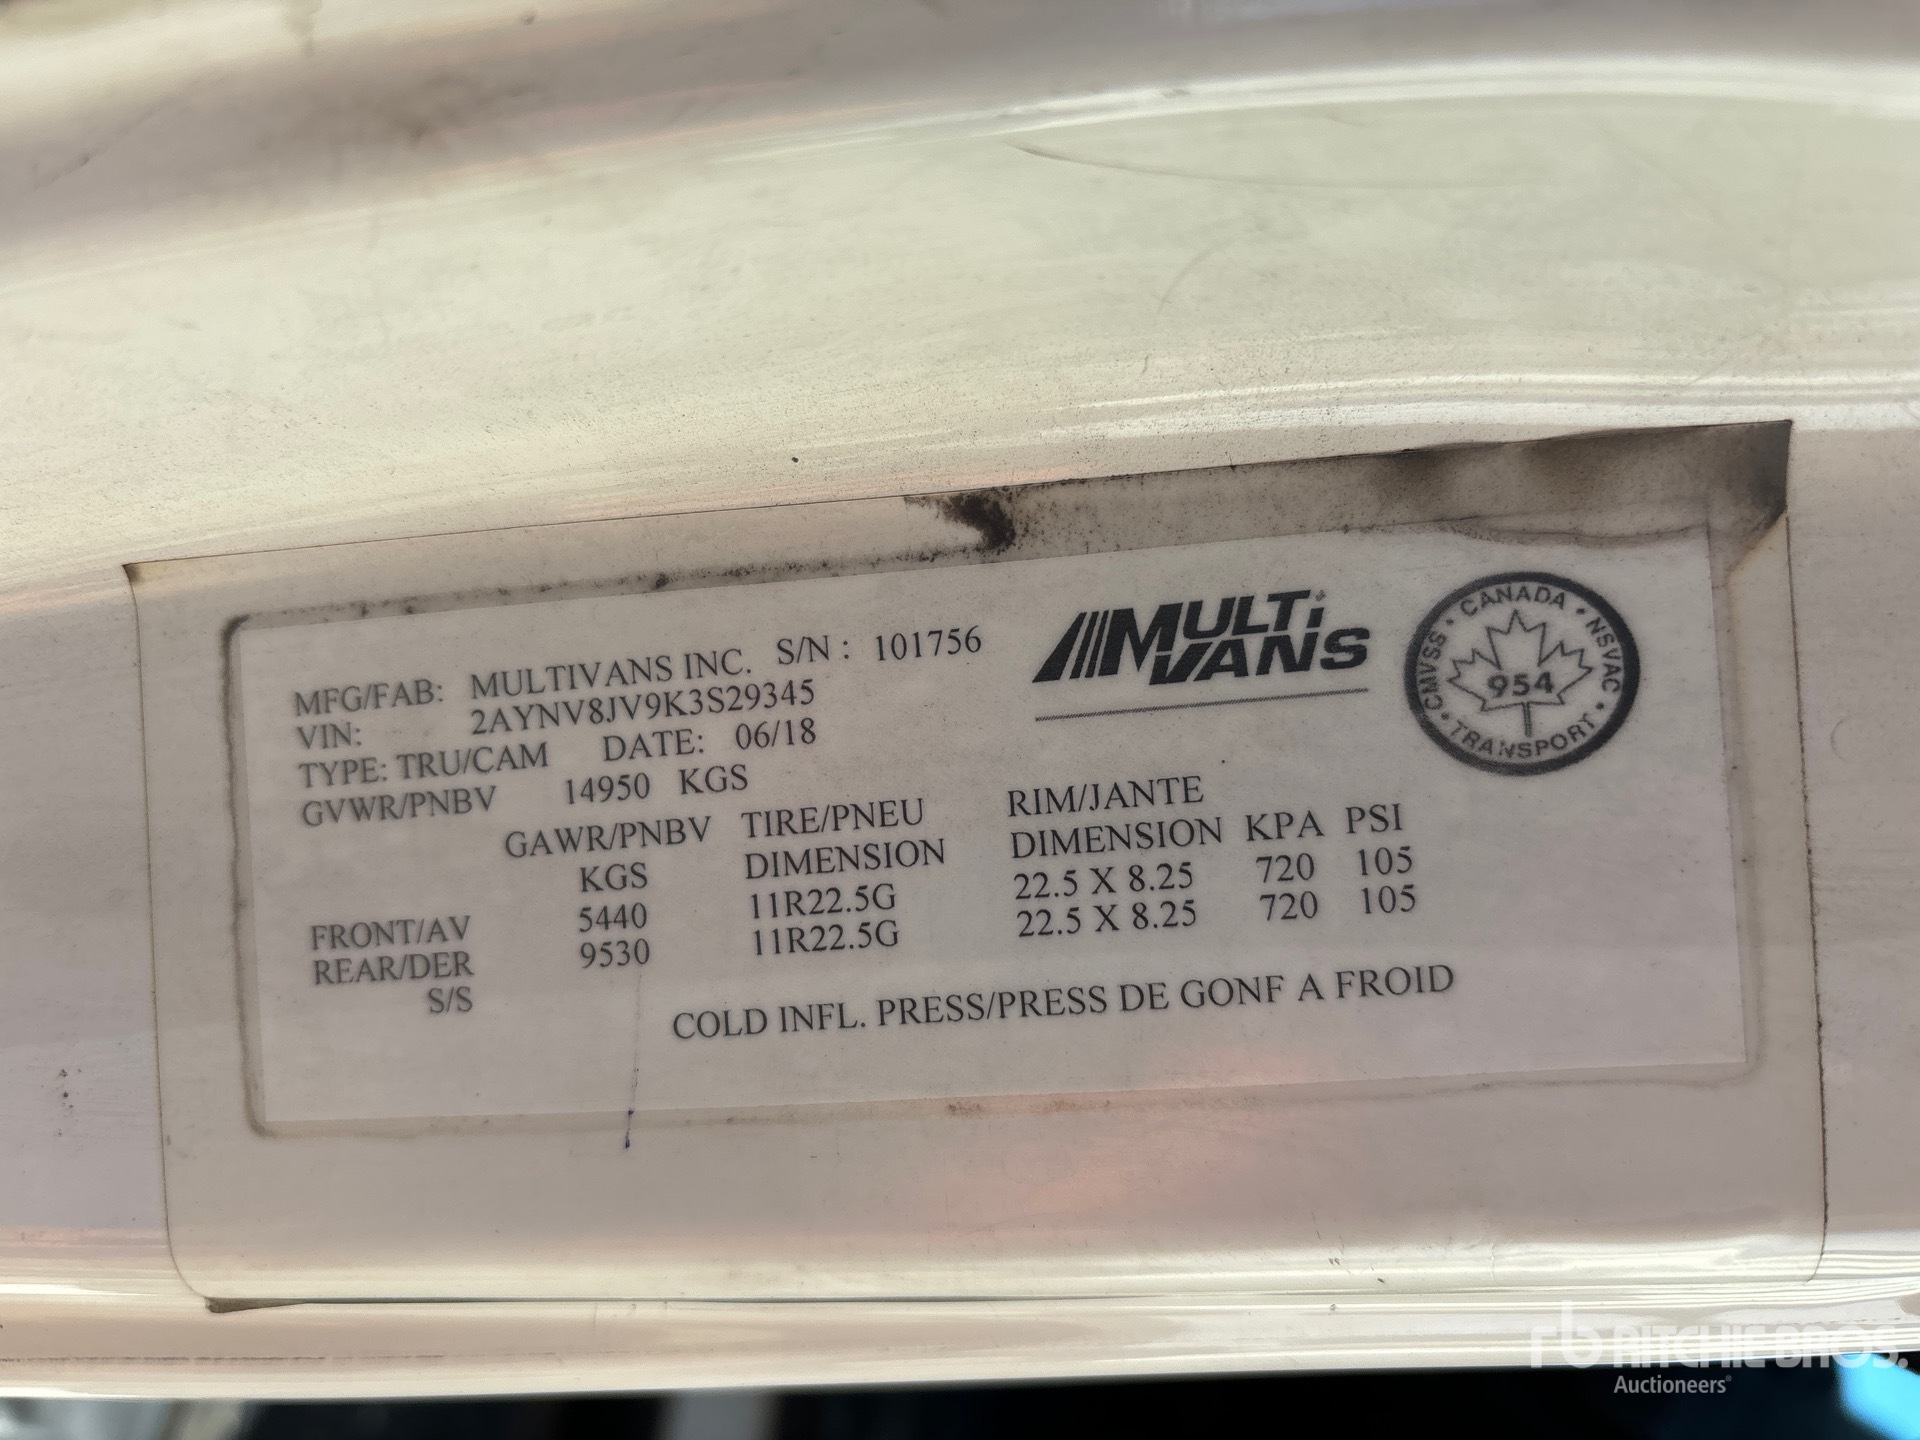 MFG/FAB: MULTIVANS INC. S/N : 101756
VIN: 2AYNV8JV9K3S29345
TYPE: TRU/CAM DATE: 06/18
GVWR/PNBV 14950 KGS
GAWR/PNBV TIRE/PNEU RIM/JANTE
KGS DIMENSION DIMENSION KPA PSI
FRONT/AV 5440 11R22.5G 22.5 X 8.25 720 105
REAR/DER 9530 11R22.5G 22.5 X 8.25 720 105
S/S
COLD INFL. PRESS/PRESS DE GONF A FROID
MULTi
VANS
CANADA · NSVAC · TRANSPORT · CMVSS ·
954
rb RITCHIE BROS.
Auctioneers®